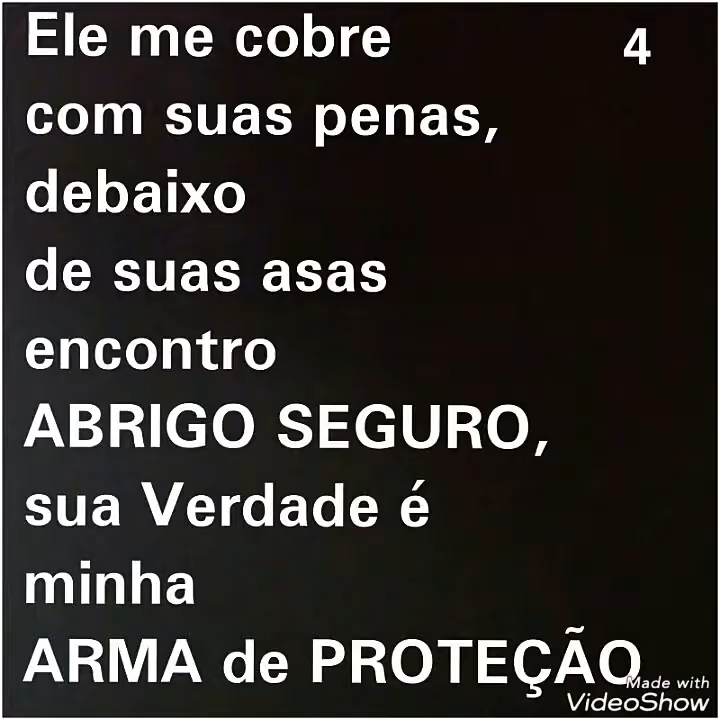 Ele me cobre 4
com suas penas,
debaixo
de suas asas
encontro
ABRIGO SEGURO,
sua Verdade é
minha
ARMA de PROTEÇÃO
Made with
VideoShow